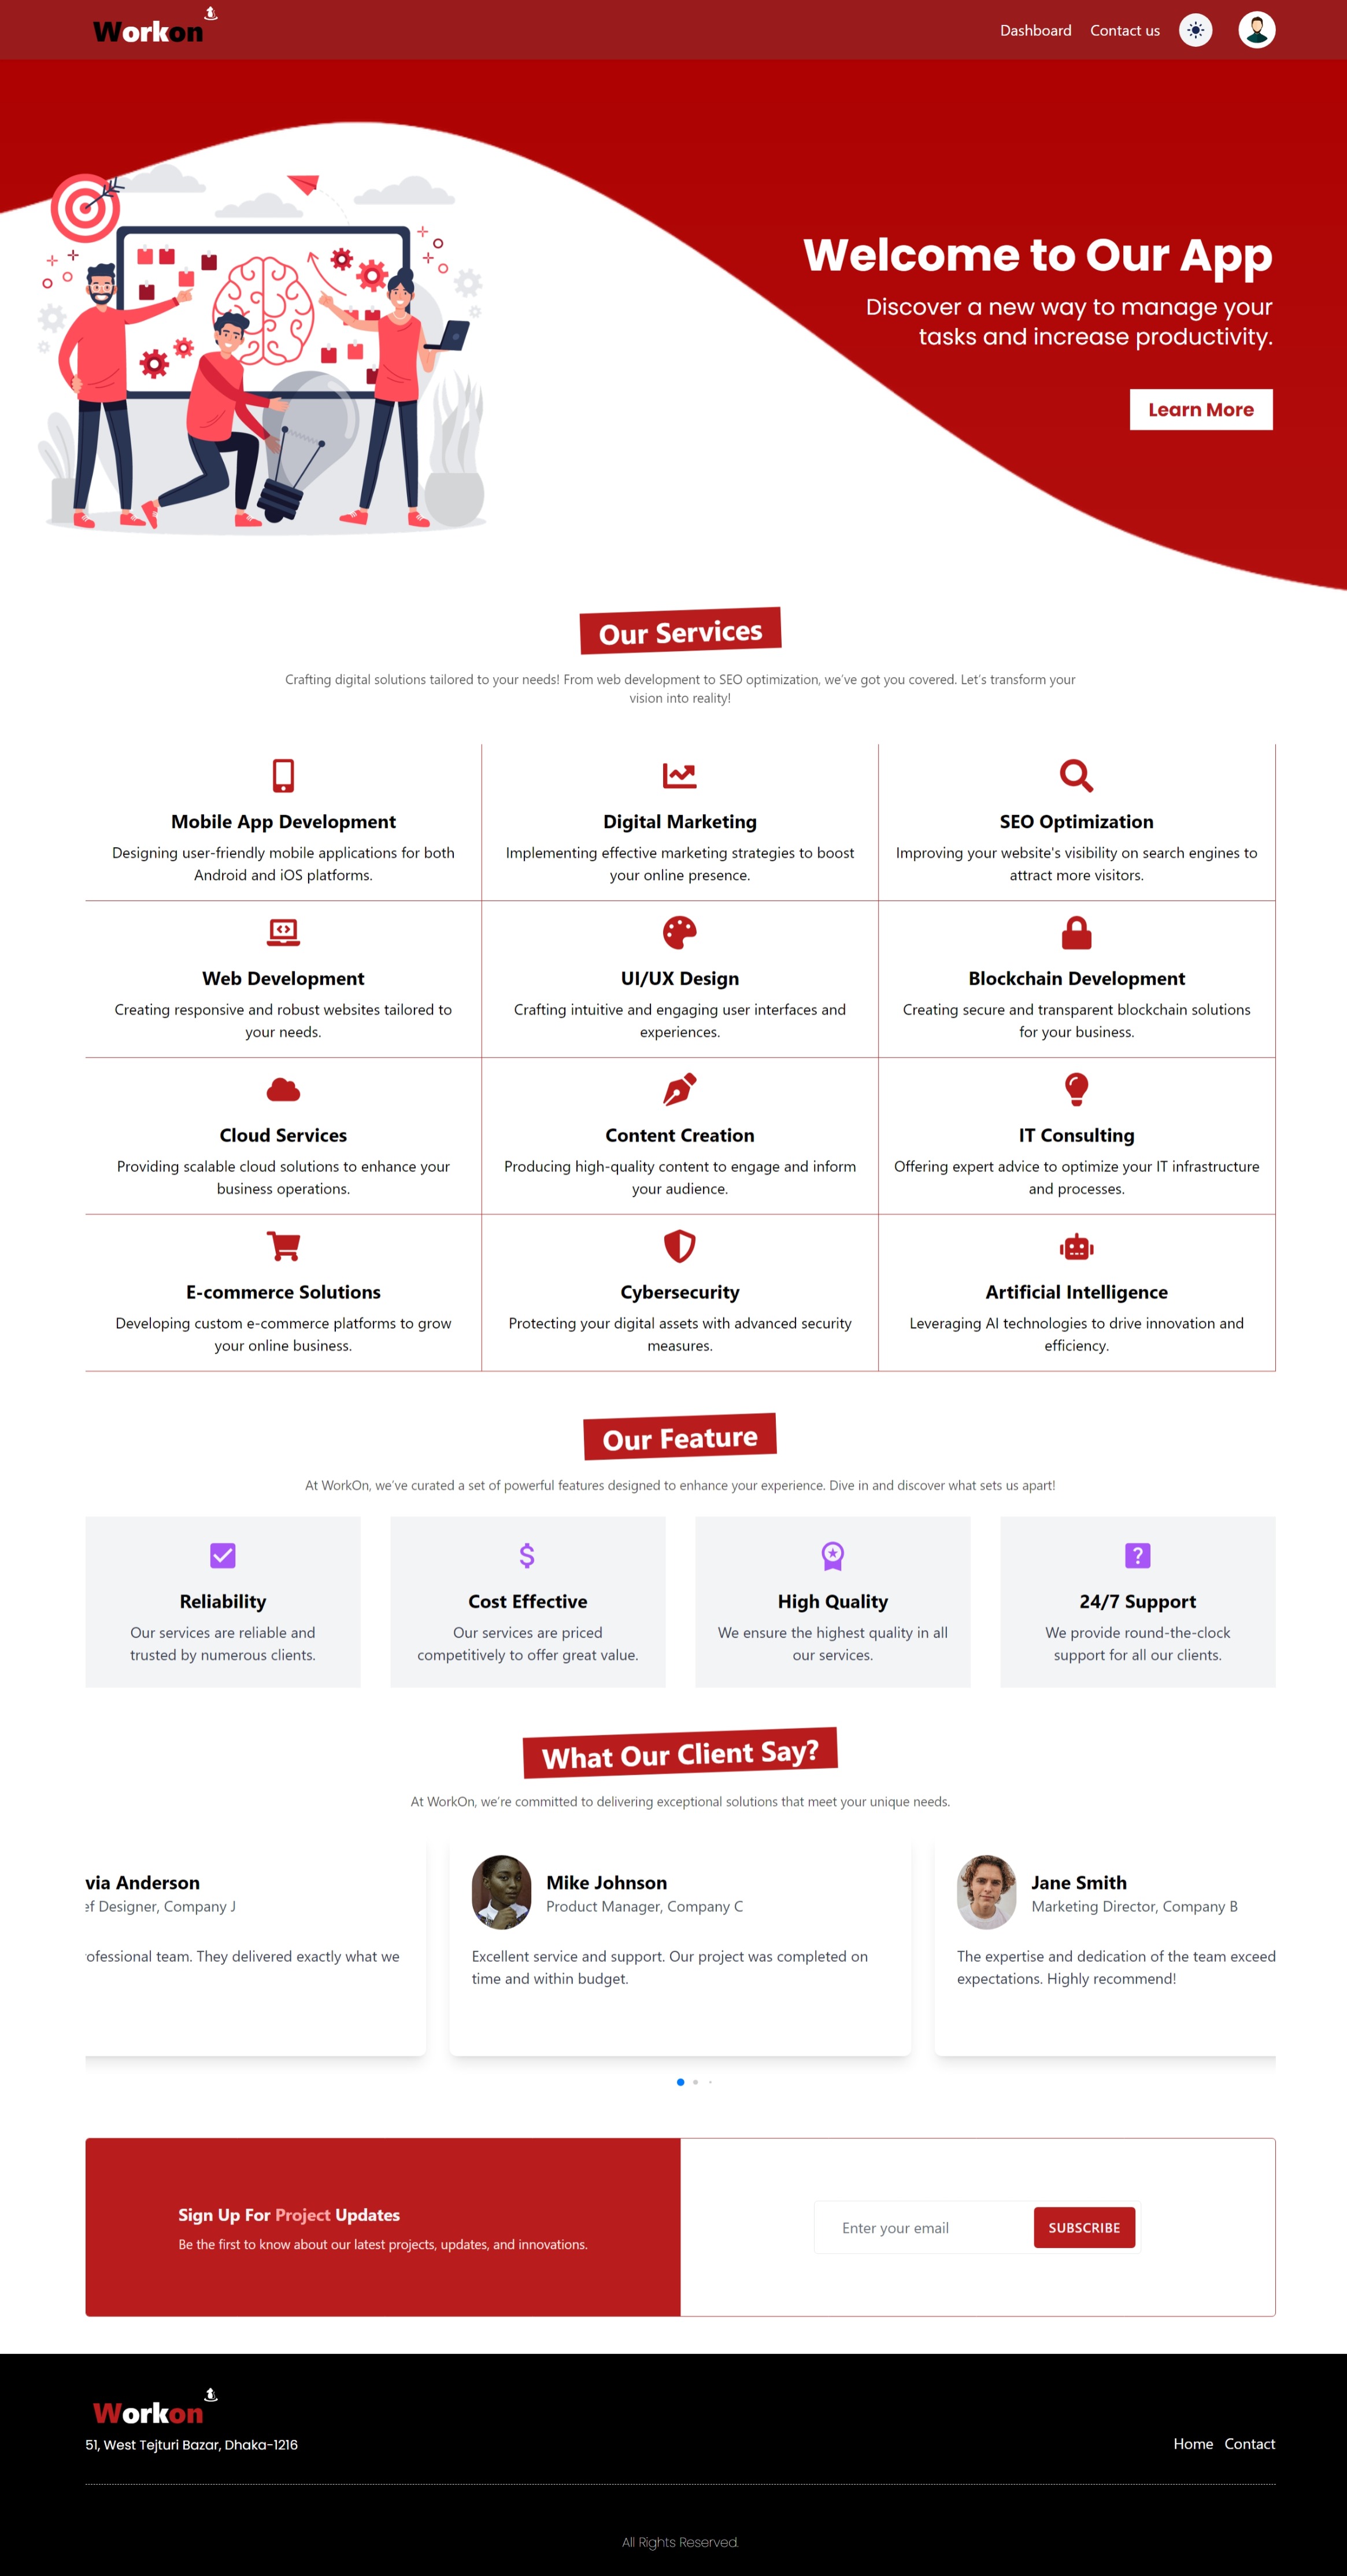 Workon
Dashboard
Contact us
Welcome to Our App
Discover a new way to manage your
tasks and increase productivity.
Learn More
Our Services
Crafting digital solutions tailored to your needs! From web development to SEO optimization, we've got you covered. Let's transform your
vision into reality!
Mobile App Development
Designing user-friendly mobile applications for both
Android and iOS platforms.
Digital Marketing
Implementing effective marketing strategies to boost
your online presence.
SEO Optimization
Improving your website's visibility on search engines to
attract more visitors.
Web Development
Creating responsive and robust websites tailored to
your needs.
UI/UX Design
Crafting intuitive and engaging user interfaces and
experiences.
Blockchain Development
Creating secure and transparent blockchain solutions
for your business.
Cloud Services
Providing scalable cloud solutions to enhance your
business operations.
Content Creation
Producing high-quality content to engage and inform
your audience.
IT Consulting
Offering expert advice to optimize your IT infrastructure
and processes.
E-commerce Solutions
Developing custom e-commerce platforms to grow
your online business.
Cybersecurity
Protecting your digital assets with advanced security
measures.
Artificial Intelligence
Leveraging AI technologies to drive innovation and
efficiency.
Our Feature
At WorkOn, we've curated a set of powerful features designed to enhance your experience. Dive in and discover what sets us apart!
Reliability
Our services are reliable and
trusted by numerous clients.
Cost Effective
Our services are priced
competitively to offer great value.
High Quality
We ensure the highest quality in all
our services.
24/7 Support
We provide round-the-clock
support for all our clients.
What Our Client Say?
At WorkOn, we're committed to delivering exceptional solutions that meet your unique needs.
via Anderson
ef Designer, Company J
ofessional team. They delivered exactly what we
Mike Johnson
Product Manager, Company C
Excellent service and support. Our project was completed on
time and within budget.
Jane Smith
Marketing Director, Company B
The expertise and dedication of the team exceed
expectations. Highly recommend!
Sign Up For Project Updates
Be the first to know about our latest projects, updates, and innovations.
Enter your email
SUBSCRIBE
Workon
51, West Tejturi Bazar, Dhaka-1216
Home
Contact
All Rights Reserved.